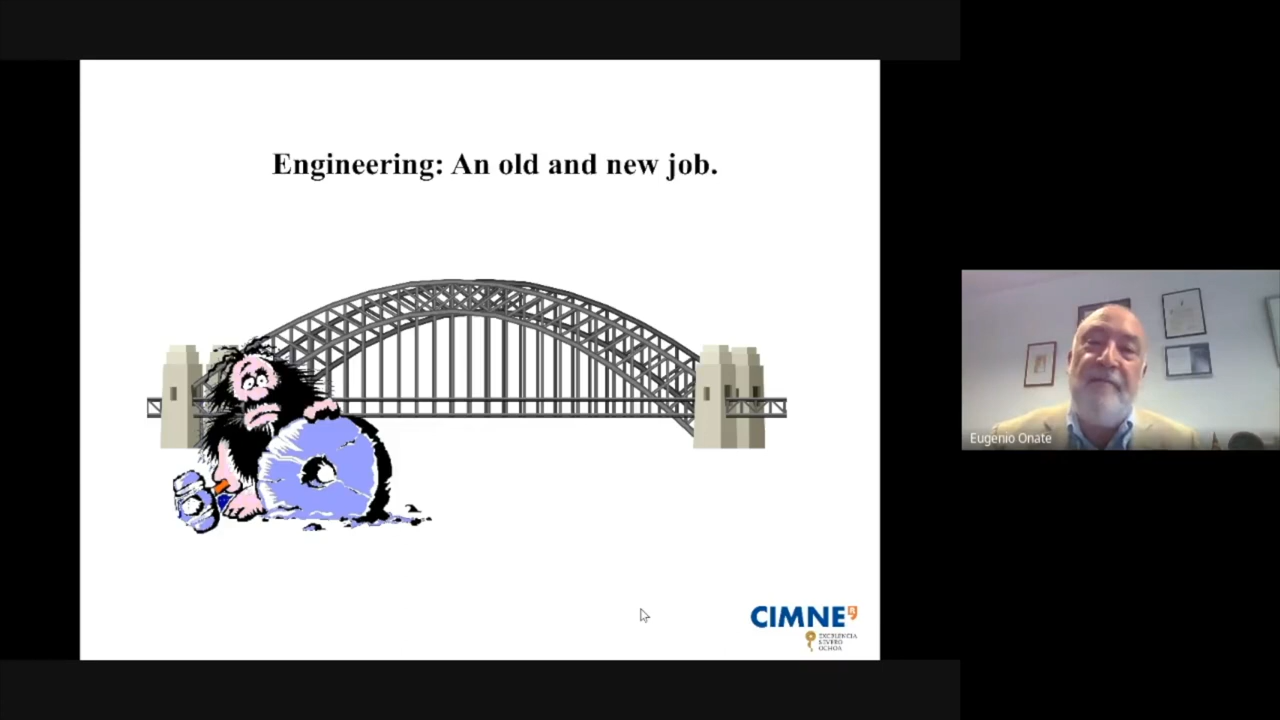 Engineering: An old and new job.
Eugenio Onate
CIMNE
EXCELENCIA
SEVERO
OCHOA